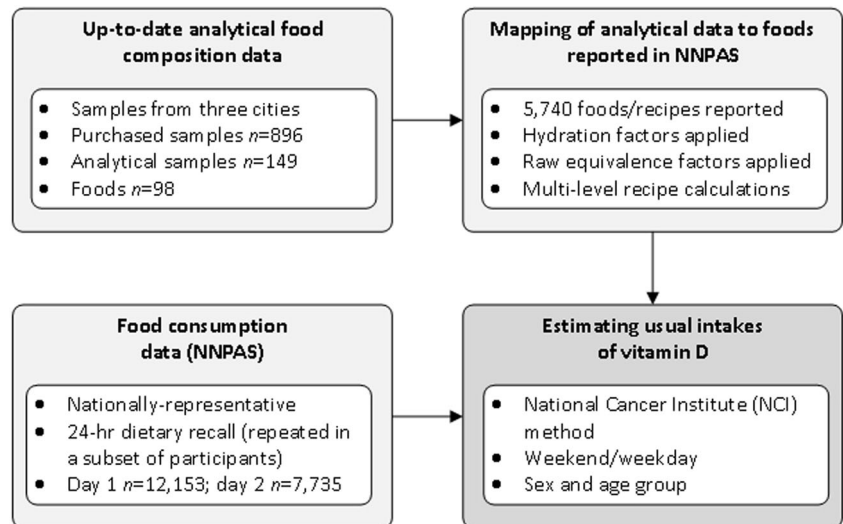 Up-to-date analytical food
composition data
• Samples from three cities
• Purchased samples n=896
• Analytical samples n=149
• Foods n=98
Mapping of analytical data to foods
reported in NNPAS
• 5,740 foods/recipes reported
• Hydration factors applied
• Raw equivalence factors applied
• Multi-level recipe calculations
Food consumption
data (NNPAS)
• Nationally-representative
• 24-hr dietary recall (repeated in
a subset of participants)
• Day 1 n=12,153; day 2 n=7,735
Estimating usual intakes
of vitamin D
• National Cancer Institute (NCI)
method
• Weekend/weekday
• Sex and age group